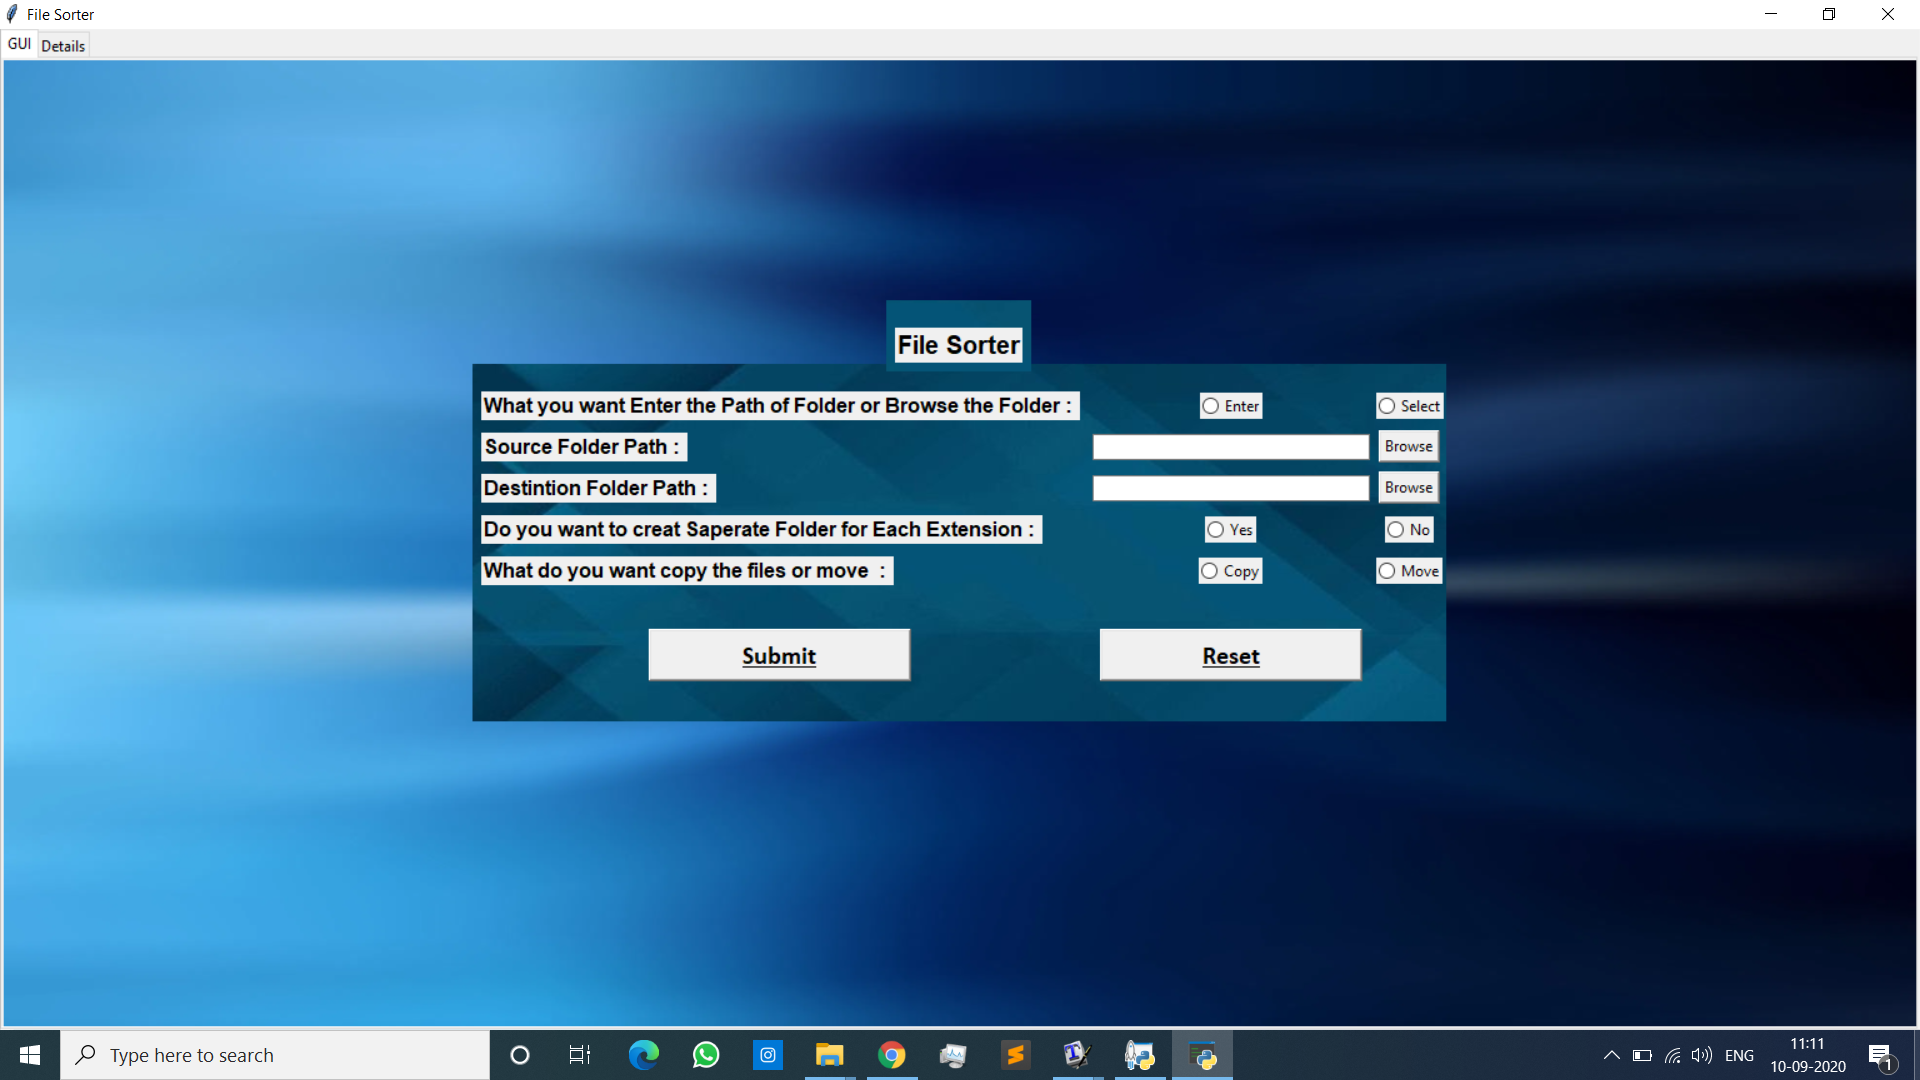 File Sorter
GUI Details
File Sorter
What you want Enter the Path of Folder or Browse the Folder : Enter Select
Source Folder Path : Browse
Destintion Folder Path : Browse
Do you want to creat Saperate Folder for Each Extension : Yes No
What do you want copy the files or move : Copy Move
Submit Reset
Type here to search ENG 11:11
10-09-2020 1